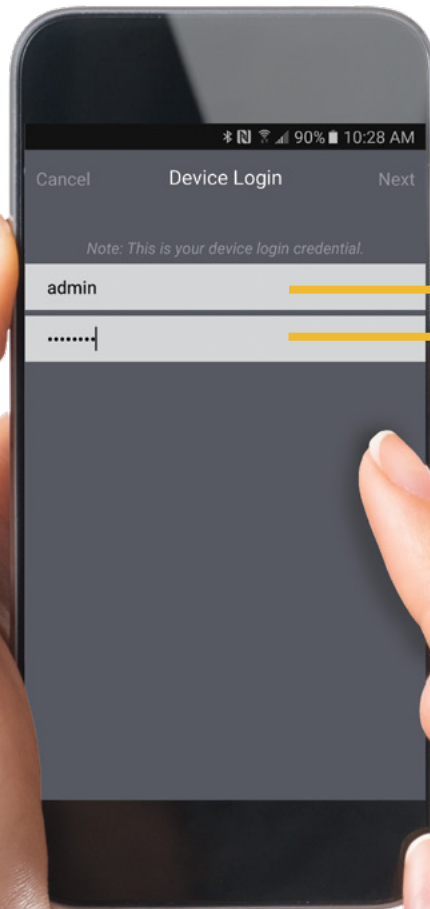 90% 10:28 AM
Cancel Device Login Next
Note: This is your device login credential.
admin
••••••••